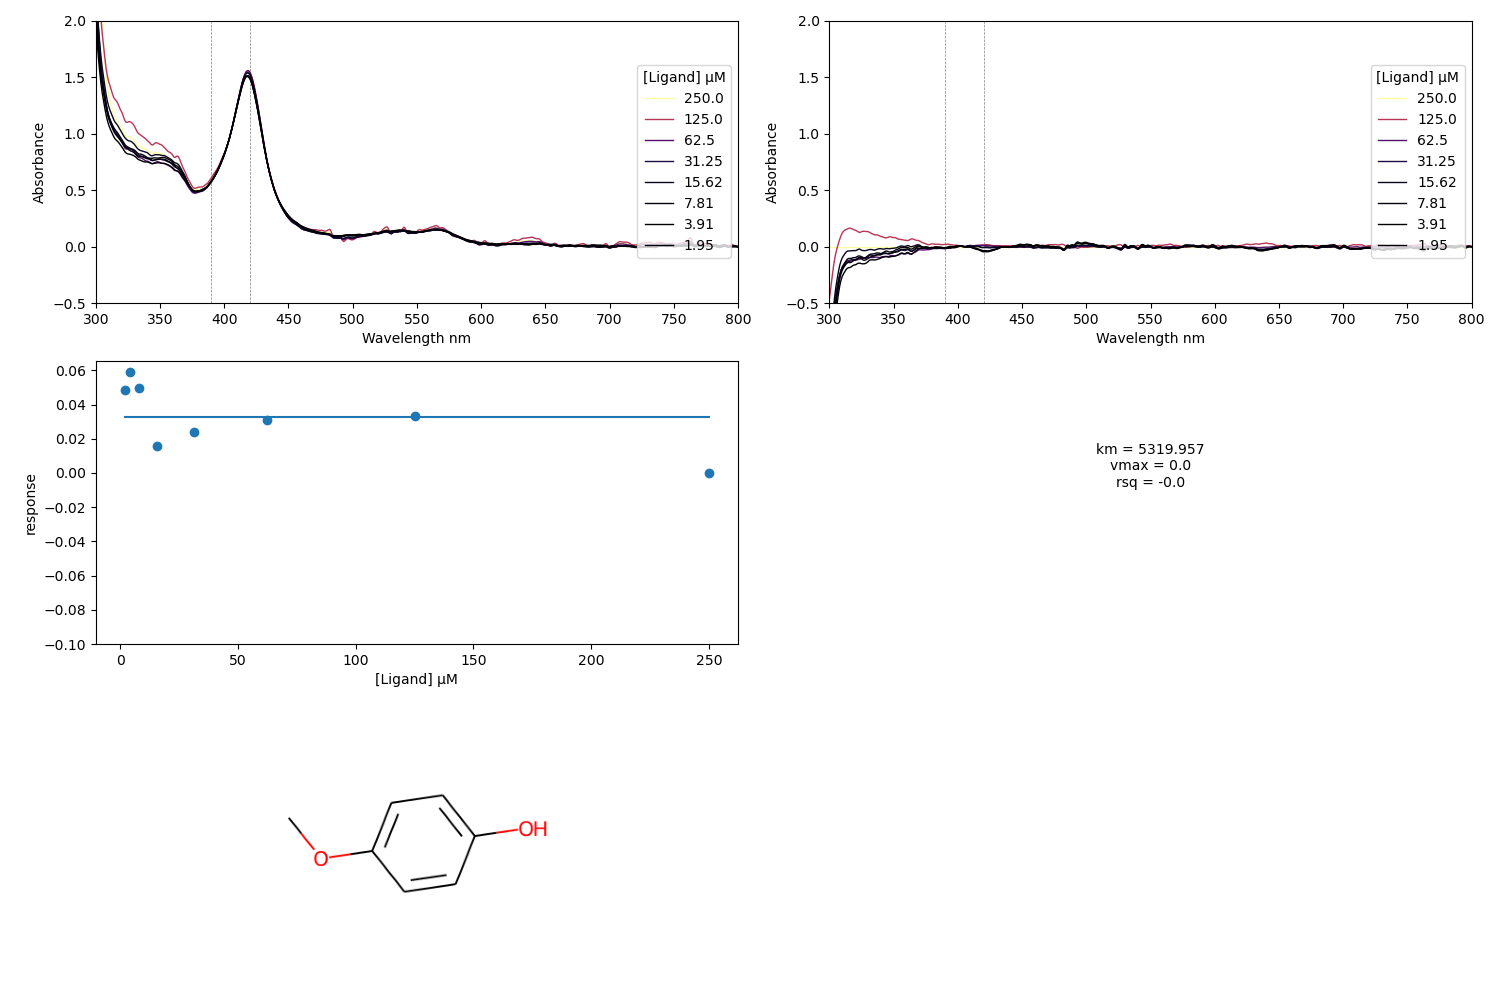 2.0
1.5
1.0
0.5
0.0
−0.5
Absorbance
300 350 400 450 500 550 600 650 700 750 800
Wavelength nm
[Ligand] μM
250.0
125.0
62.5
31.25
15.62
7.81
3.91
1.95
2.0
1.5
1.0
0.5
0.0
−0.5
Absorbance
300 350 400 450 500 550 600 650 700 750 800
Wavelength nm
[Ligand] μM
250.0
125.0
62.5
31.25
15.62
7.81
3.91
1.95
0.06
0.04
0.02
0.00
−0.02
−0.04
−0.06
−0.08
−0.10
response
0 50 100 150 200 250
[Ligand] μM
km = 5319.957
vmax = 0.0
rsq = -0.0
OH
O